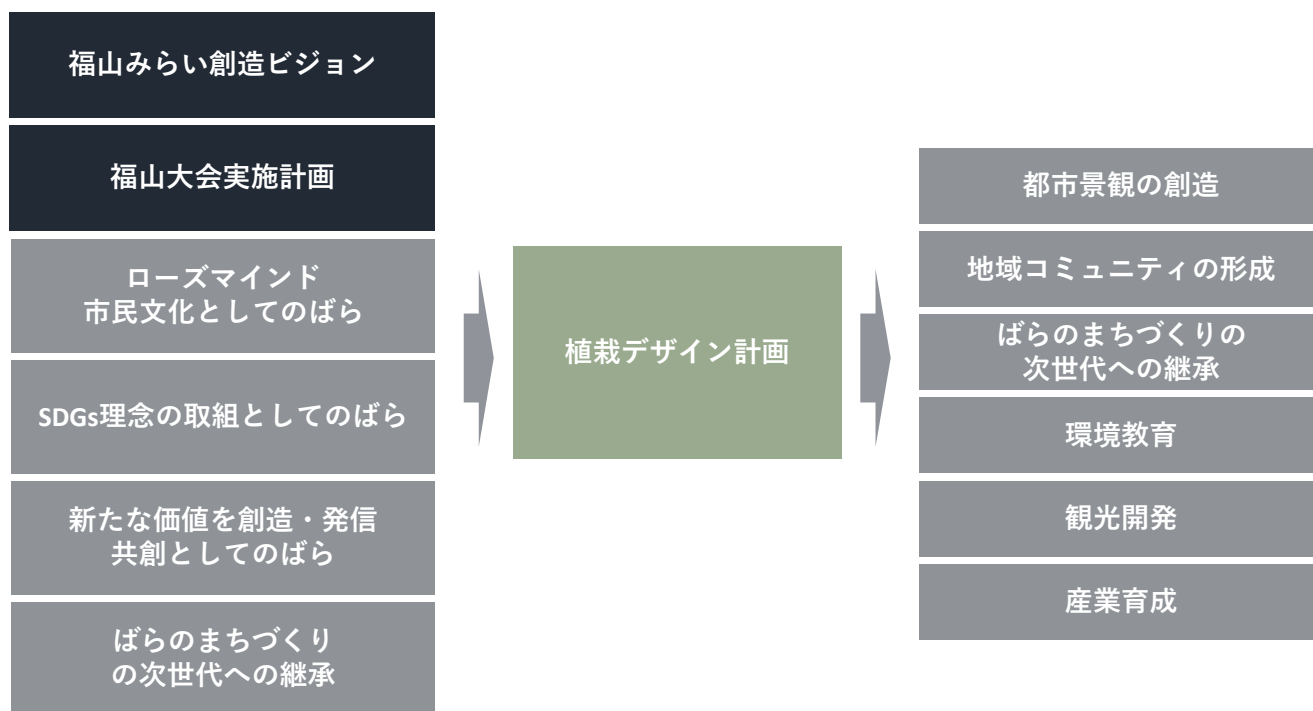 福山みらい創造ビジョン
福山大会実施計画
ローズマインド
市民文化としてのばら
SDGs理念の取組としてのばら
新たな価値を創造・発信
共創としてのばら
ばらのまちづくり
の次世代への継承
植栽デザイン計画
都市景観の創造
地域コミュニティの形成
ばらのまちづくりの
次世代への継承
環境教育
観光開発
産業育成